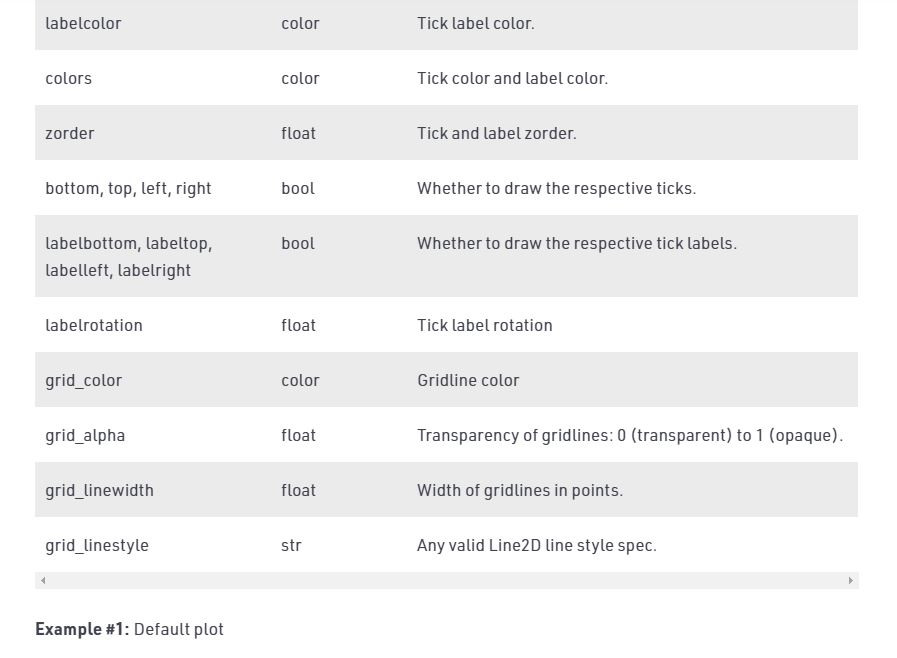 labelcolor color Tick label color.
colors color Tick color and label color.
zorder float Tick and label zorder.
bottom, top, left, right bool Whether to draw the respective ticks.
labelbottom, labeltop, bool Whether to draw the respective tick labels.
labelleft, labelright
labelrotation float Tick label rotation
grid_color color Gridline color
grid_alpha float Transparency of gridlines: 0 (transparent) to 1 (opaque).
grid_linewidth float Width of gridlines in points.
grid_linestyle str Any valid Line2D line style spec.
Example #1: Default plot